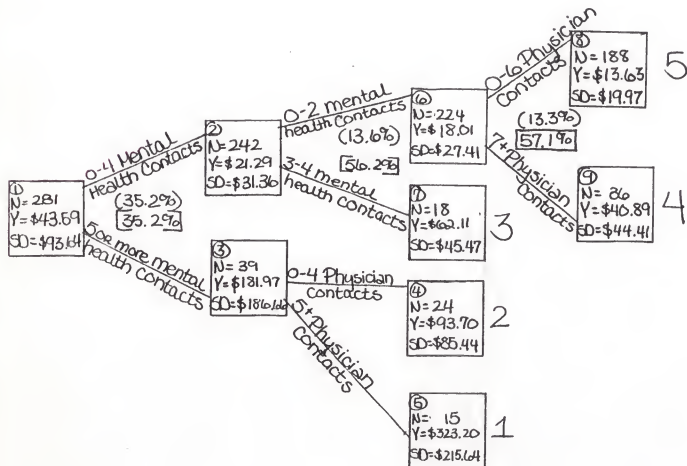 ①
N= 281
Y= $43.59
SD= $93.64
0-4 Mental
Health Contacts
(35.2%)
35.2%
5 or more mental
health contacts
②
N= 242
Y= $21.29
SD= $31.36
③
N= 39
Y= $181.97
0-2 mental
health contacts
(13.6%)
56.2%
3-4 mental
health contacts
0-4 Physician
contacts
5+ Physician
contacts
⑥
N= 224
Y= $18.01
SD= $27.41
⑦
N= 18
Y= $62.11
SD= $45.47
3
④
N= 24
Y= $93.70
SD= $85.44
2
⑤
N= 15
Y= $323.20
SD= $215.64
1
0-6 Physician
contacts
(13.3%)
57.1%
7+ Physician
contacts
⑧
N= 188
Y= $13.63
SD= $19.97
5
⑨
N= 36
Y= $40.89
SD= $44.41
4